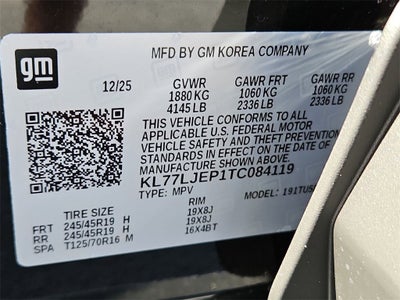 gm
MFD BY GM KOREA COMPANY
12/25 GVWR GAWR FRT GAWR RR
1880 KG 1060 KG 1060 KG
4145 LB 2336 LB 2336 LB
THIS VEHICLE CONFORMS TO ALL
APPLICABLE U.S. FEDERAL MOTOR
VEHICLE SAFETY AND THEFT PREVENTION
STANDARDS IN EFFECT ON THE DATE OF
MANUFACTURE SHOWN ABOVE.
KL77LJEP1TC084119
TYPE: MPV
TIRE SIZE RIM
FRT 245/45R19 H 19X8J
RR 245/45R19 H 19X8J
SPA T125/70R16 M 16X4BT